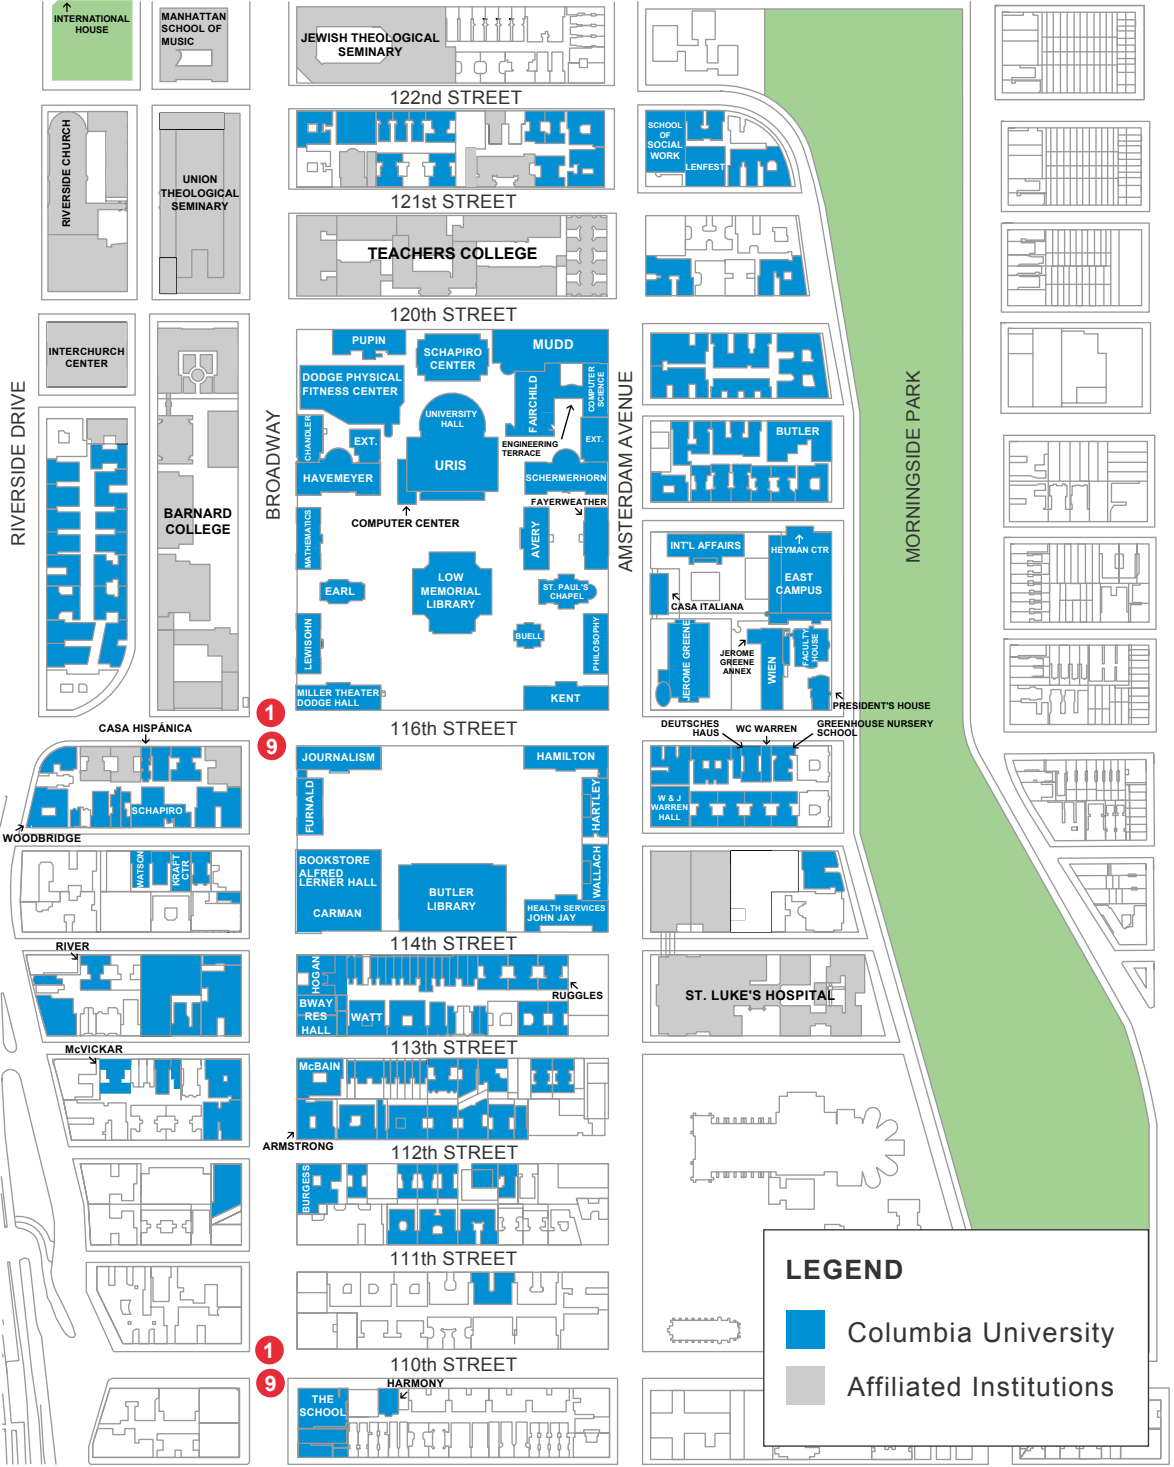 INTERNATIONAL
HOUSE
MANHATTAN
SCHOOL OF
MUSIC
JEWISH THEOLOGICAL
SEMINARY
122nd STREET
RIVERSIDE CHURCH
UNION
THEOLOGICAL
SEMINARY
SCHOOL
OF
SOCIAL
WORK
LENFEST
121st STREET
TEACHERS COLLEGE
120th STREET
INTERCHURCH
CENTER
PUPIN
SCHAPIRO
CENTER
MUDD
DODGE PHYSICAL
FITNESS CENTER
FAIRCHILD
COMPUTER
SCIENCE
UNIVERSITY
HALL
CHANDLER
EXT.
ENGINEERING
TERRACE
EXT.
URIS
HAVEMEYER
SCHERMERHORN
COMPUTER CENTER
FAYERWEATHER
RIVERSIDE DRIVE
BROADWAY
AMSTERDAM AVENUE
MORNINGSIDE PARK
BUTLER
BARNARD
COLLEGE
MATHEMATICS
AVERY
INT'L AFFAIRS
HEYMAN CTR
EAST
CAMPUS
CASA ITALIANA
EARL
LOW
MEMORIAL
LIBRARY
ST. PAUL'S
CHAPEL
LEWISOHN
BUELL
PHILOSOPHY
JEROME GREENE
JEROME
GREENE
ANNEX
WIEN
FACULTY
HOUSE
MILLER THEATER
DODGE HALL
KENT
PRESIDENT'S HOUSE
1
116th STREET
9
CASA HISPÁNICA
DEUTSCHES
HAUS
WC WARREN
GREENHOUSE NURSERY
SCHOOL
JOURNALISM
HAMILTON
FURNALD
HARTLEY
SCHAPIRO
WOODBRIDGE
W & J
WARREN
HALL
WATSON
KRAFT
CTR
BOOKSTORE
ALFRED
LERNER HALL
CARMAN
BUTLER
LIBRARY
WALLACH
HEALTH SERVICES
JOHN JAY
114th STREET
RIVER
HOGAN
BWAY
RES
HALL
WATT
RUGGLES
ST. LUKE'S HOSPITAL
113th STREET
McVICKAR
McBAIN
ARMSTRONG
112th STREET
BURGESS
111th STREET
1
110th STREET
9
HARMONY
THE
SCHOOL
LEGEND
Columbia University
Affiliated Institutions